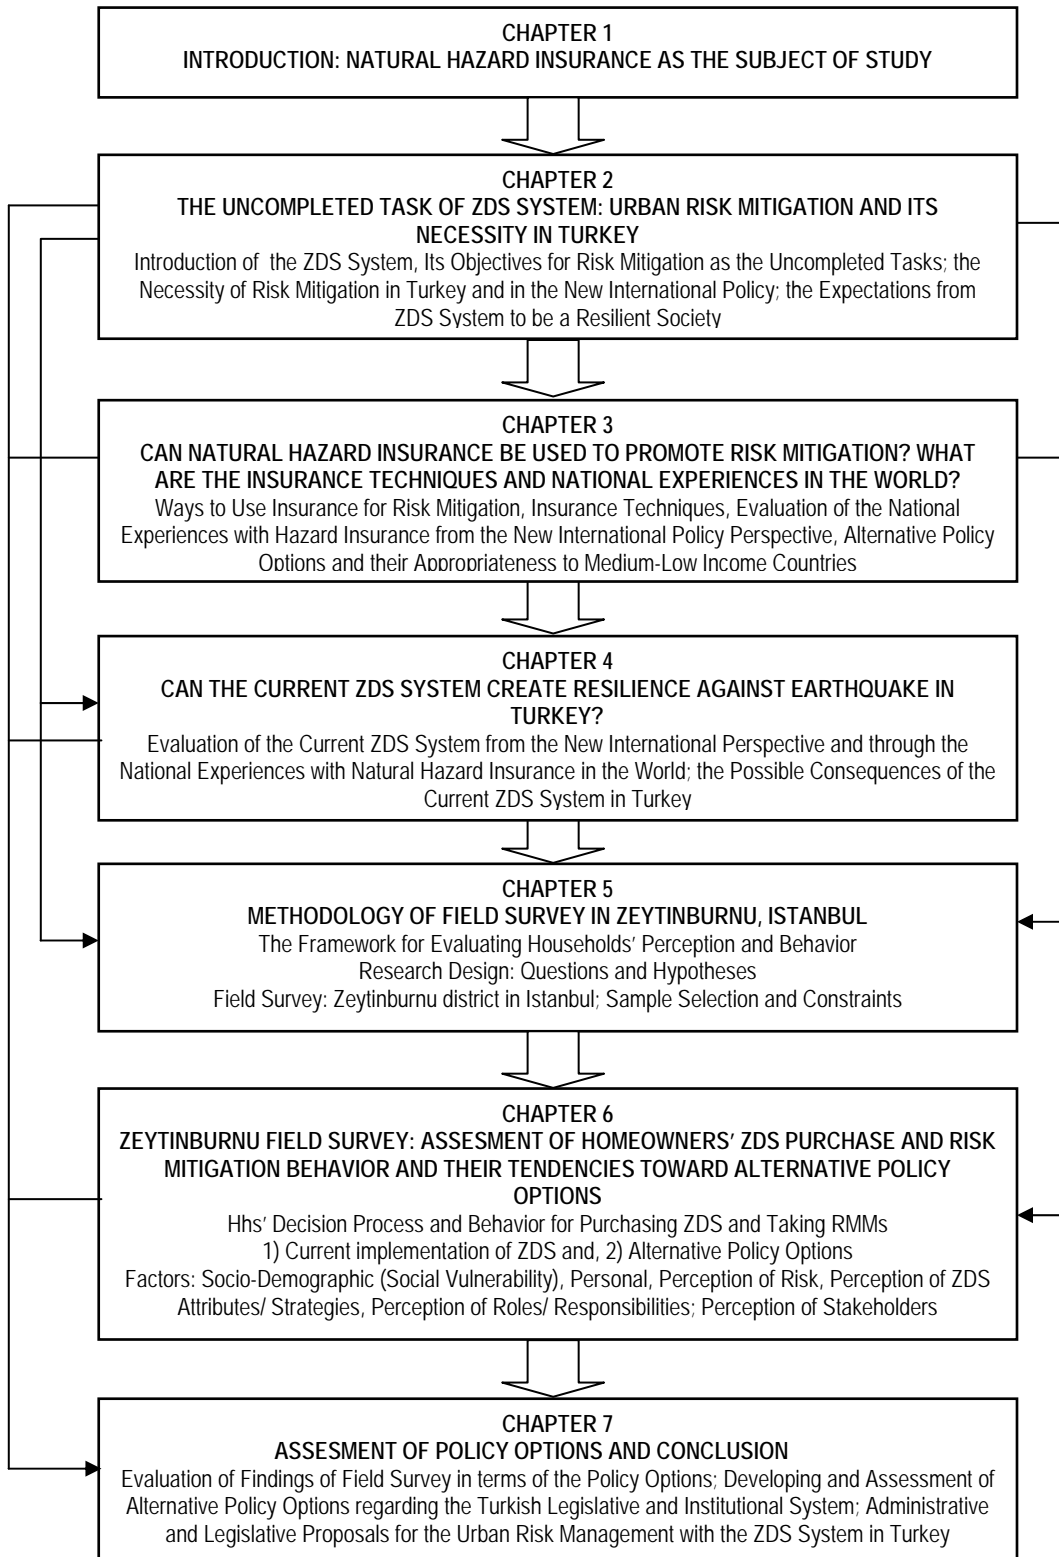 CHAPTER 1
INTRODUCTION: NATURAL HAZARD INSURANCE AS THE SUBJECT OF STUDY
CHAPTER 2
THE UNCOMPLETED TASK OF ZDS SYSTEM: URBAN RISK MITIGATION AND ITS
NECESSITY IN TURKEY
Introduction of the ZDS System, Its Objectives for Risk Mitigation as the Uncompleted Tasks; the
Necessity of Risk Mitigation in Turkey and in the New International Policy; the Expectations from
ZDS System to be a Resilient Society
CHAPTER 3
CAN NATURAL HAZARD INSURANCE BE USED TO PROMOTE RISK MITIGATION? WHAT
ARE THE INSURANCE TECHNIQUES AND NATIONAL EXPERIENCES IN THE WORLD?
Ways to Use Insurance for Risk Mitigation, Insurance Techniques, Evaluation of the National
Experiences with Hazard Insurance from the New International Policy Perspective, Alternative Policy
Options and their Appropriateness to Medium-Low Income Countries
CHAPTER 4
CAN THE CURRENT ZDS SYSTEM CREATE RESILIENCE AGAINST EARTHQUAKE IN
TURKEY?
Evaluation of the Current ZDS System from the New International Perspective and through the
National Experiences with Natural Hazard Insurance in the World; the Possible Consequences of the
Current ZDS System in Turkey
CHAPTER 5
METHODOLOGY OF FIELD SURVEY IN ZEYTINBURNU, ISTANBUL
The Framework for Evaluating Households' Perception and Behavior
Research Design: Questions and Hypotheses
Field Survey: Zeytinburnu district in Istanbul; Sample Selection and Constraints
CHAPTER 6
ZEYTINBURNU FIELD SURVEY: ASSESMENT OF HOMEOWNERS' ZDS PURCHASE AND RISK
MITIGATION BEHAVIOR AND THEIR TENDENCIES TOWARD ALTERNATIVE POLICY
OPTIONS
Hhs' Decision Process and Behavior for Purchasing ZDS and Taking RMMs
1) Current implementation of ZDS and, 2) Alternative Policy Options
Factors: Socio-Demographic (Social Vulnerability), Personal, Perception of Risk, Perception of ZDS
Attributes/ Strategies, Perception of Roles/ Responsibilities; Perception of Stakeholders
CHAPTER 7
ASSESMENT OF POLICY OPTIONS AND CONCLUSION
Evaluation of Findings of Field Survey in terms of the Policy Options; Developing and Assessment of
Alternative Policy Options regarding the Turkish Legislative and Institutional System; Administrative
and Legislative Proposals for the Urban Risk Management with the ZDS System in Turkey